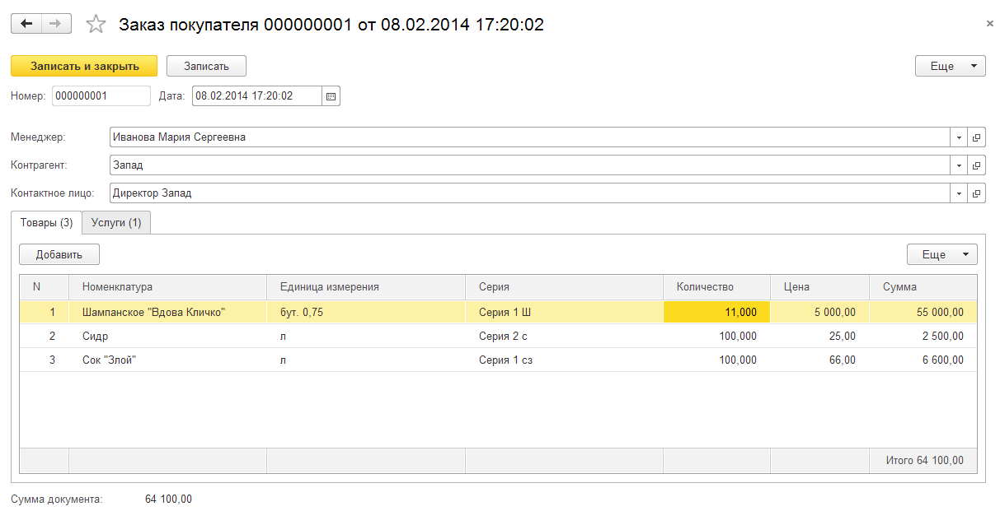 Заказ покупателя 000000001 от 08.02.2014 17:20:02
Записать и закрыть Записать Еще
Номер: 000000001 Дата: 08.02.2014 17:20:02
Менеджер: Иванова Мария Сергеевна
Контрагент: Запад
Контактное лицо: Директор Запад
Товары (3) Услуги (1)
Добавить Еще
N Номенклатура Единица измерения Серия Количество Цена Сумма
1 Шампанское "Вдова Кличко" бут. 0,75 Серия 1 Ш 11,000 5 000,00 55 000,00
2 Сидр л Серия 2 с 100,000 25,00 2 500,00
3 Сок "Злой" л Серия 1 сз 100,000 66,00 6 600,00
Итого 64 100,00
Сумма документа: 64 100,00